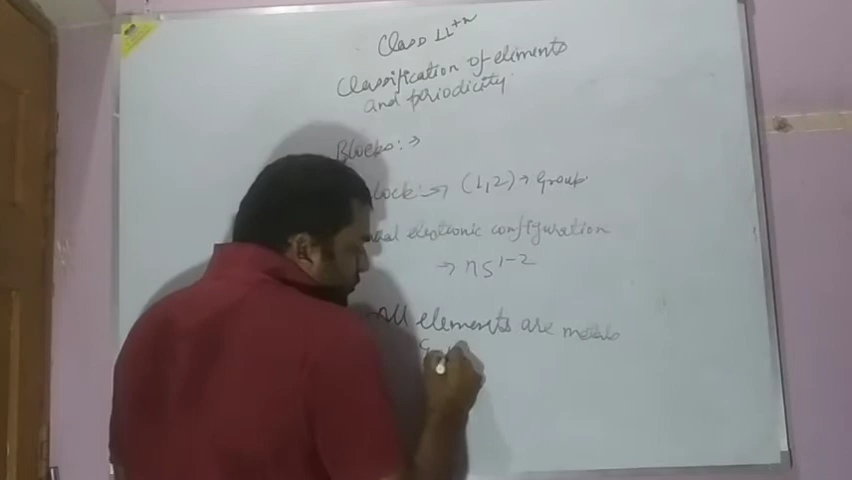 Class 11th
Classification of eliments
and periodicity
Blocks:→
lock:→ (1,2) → Group
al electronic configuration
→ ns1-2
All elements are metals